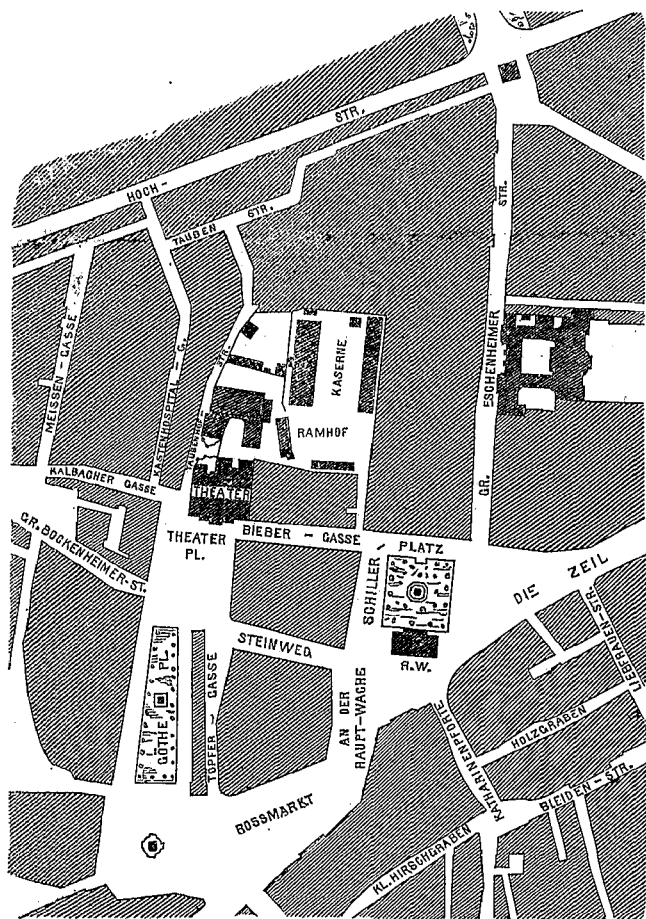 HOCH-
STR.
TAUBEN
STR.
STR.
MEISSEN - GASSE
KASTENHOSPITAL - G.
KASERNE.
RAMHOF
ESCHENHEIMER
GR.
KALBACHER GASSE
THEATER
THEATER
PL.
BIEBER - GASSE
SCHILLER -
PLATZ
GR. BOCKENHEIMER-ST.
DIE ZEIL
LIEBFRAUEN-STR.
STEINWEG
H.W.
GÖTHE PL.
TÖPFER - GASSE
AN DER
HAUPT-WACHE
HOLZGRABEN
KATHARINENPFORTE
BLEIDEN-STR.
ROSSMARKT
KL. HIRSCHGRABEN